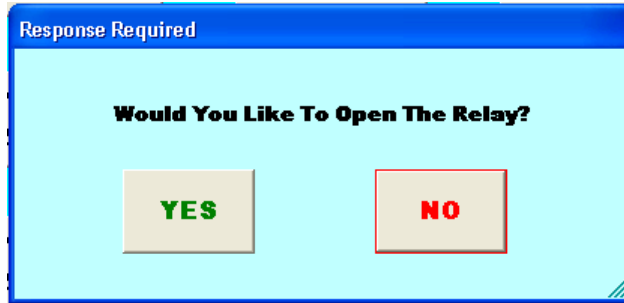 Response Required
Would You Like To Open The Relay?
YES
NO